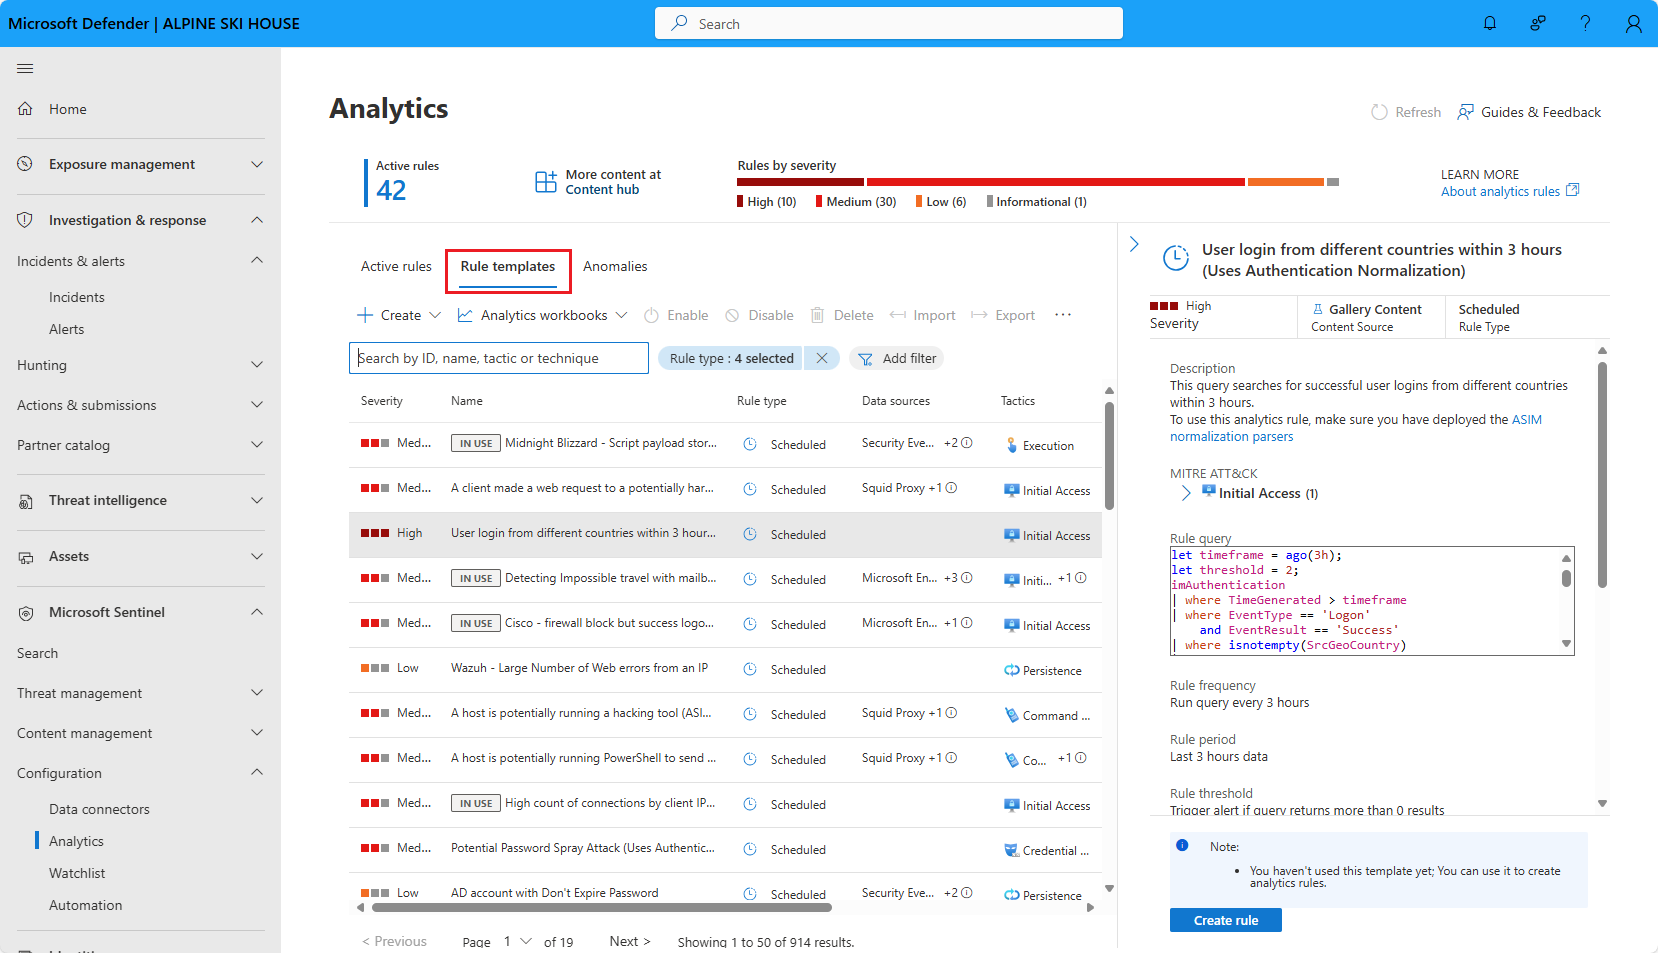 Microsoft Defender | ALPINE SKI HOUSE
Search
Home
Exposure management
Investigation & response
Incidents & alerts
Incidents
Alerts
Hunting
Actions & submissions
Partner catalog
Threat intelligence
Assets
Microsoft Sentinel
Search
Threat management
Content management
Configuration
Data connectors
Analytics
Watchlist
Automation
Analytics
Refresh
Guides & Feedback
Active rules
42
More content at
Content hub
Rules by severity
High (10) Medium (30) Low (6) Informational (1)
LEARN MORE
About analytics rules
Active rules Rule templates Anomalies
Create Analytics workbooks Enable Disable Delete Import Export ...
Search by ID, name, tactic or technique Rule type : 4 selected Add filter
Severity Name Rule type Data sources Tactics
Med... IN USE Midnight Blizzard - Script payload stor... Scheduled Security Eve... +2 Execution
Med... A client made a web request to a potentially har... Scheduled Squid Proxy +1 Initial Access
High User login from different countries within 3 hour... Scheduled Initial Access
Med... IN USE Detecting Impossible travel with mailb... Scheduled Microsoft En... +3 Initi... +1
Med... IN USE Cisco - firewall block but success logo... Scheduled Microsoft En... +1 Initial Access
Low Wazuh - Large Number of Web errors from an IP Scheduled Persistence
Med... A host is potentially running a hacking tool (ASI... Scheduled Squid Proxy +1 Command ...
Med... A host is potentially running PowerShell to send ... Scheduled Squid Proxy +1 Co... +1
Med... IN USE High count of connections by client IP... Scheduled Initial Access
Med... Potential Password Spray Attack (Uses Authentic... Scheduled Credential ...
Low AD account with Don't Expire Password Scheduled Security Eve... +2 Persistence
< Previous Page 1 of 19 Next > Showing 1 to 50 of 914 results.
User login from different countries within 3 hours
(Uses Authentication Normalization)
High
Severity
Gallery Content
Content Source
Scheduled
Rule Type
Description
This query searches for successful user logins from different countries
within 3 hours.
To use this analytics rule, make sure you have deployed the ASIM
normalization parsers
MITRE ATT&CK
Initial Access (1)
Rule query
let timeframe = ago(3h);
let threshold = 2;
imAuthentication
| where TimeGenerated > timeframe
| where EventType == 'Logon'
and EventResult == 'Success'
| where isnotempty(SrcGeoCountry)
Rule frequency
Run query every 3 hours
Rule period
Last 3 hours data
Rule threshold
Trigger alert if query returns more than 0 results
Note:
• You haven't used this template yet; You can use it to create
analytics rules.
Create rule